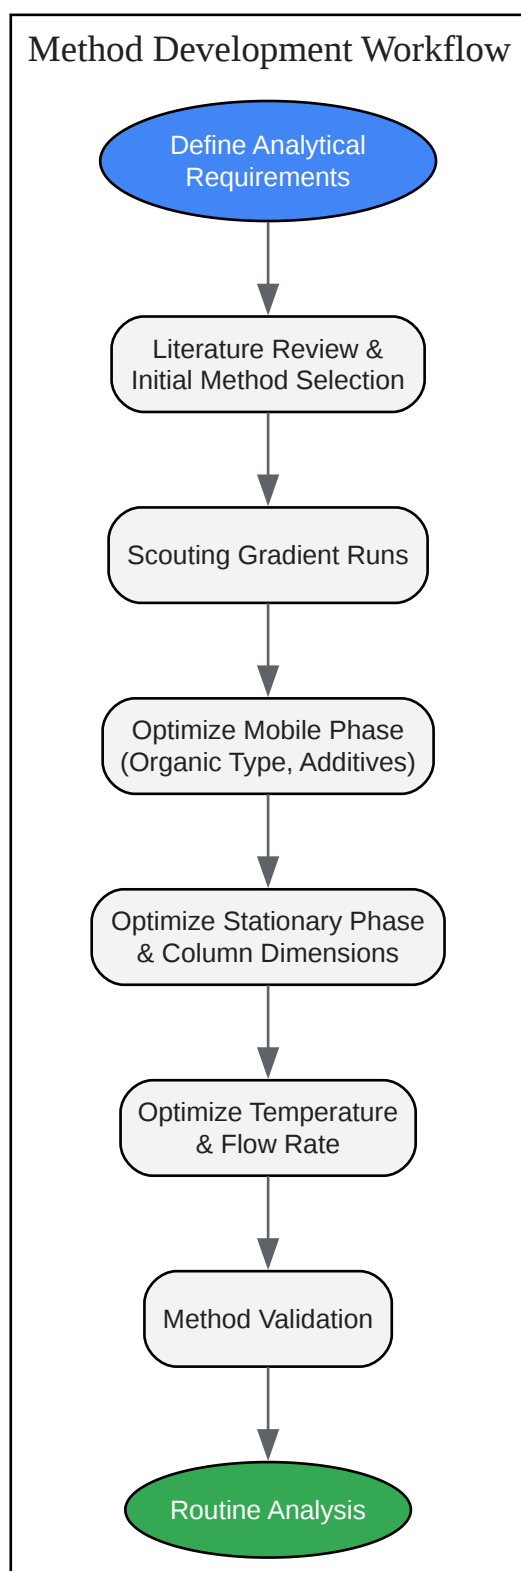 Method Development Workflow
Define Analytical
Requirements
Literature Review &
Initial Method Selection
Scouting Gradient Runs
Optimize Mobile Phase
(Organic Type, Additives)
Optimize Stationary Phase
& Column Dimensions
Optimize Temperature
& Flow Rate
Method Validation
Routine Analysis